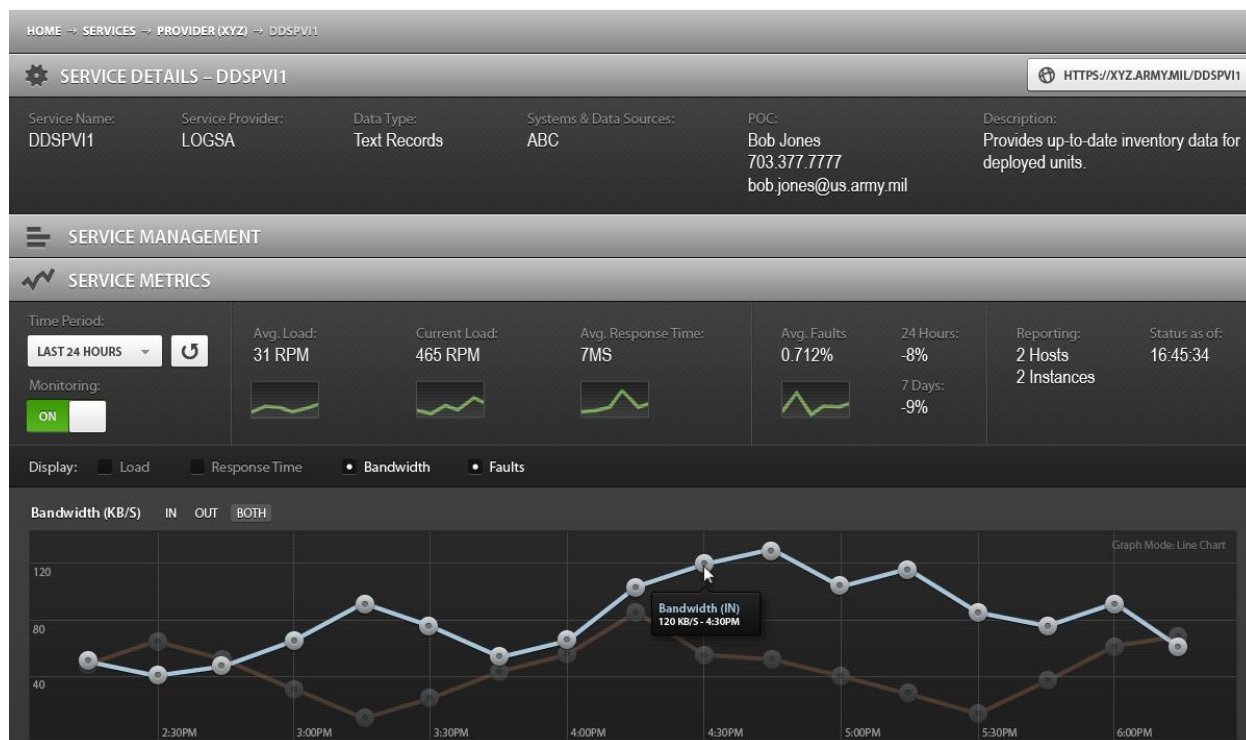 HOME → SERVICES → PROVIDER (XYZ) → DDSPVI1
SERVICE DETAILS – DDSPVI1
HTTPS://XYZ.ARMY.MIL/DDSPVI1
Service Name:
DDSPVI1
Service Provider:
LOGSA
Data Type:
Text Records
Systems & Data Sources:
ABC
POC:
Bob Jones
703.377.7777
bob.jones@us.army.mil
Description:
Provides up-to-date inventory data for
deployed units.
SERVICE MANAGEMENT
SERVICE METRICS
Time Period:
LAST 24 HOURS
Monitoring:
ON
Avg. Load:
31 RPM
Current Load:
465 RPM
Avg. Response Time:
7MS
Avg. Faults
0.712%
24 Hours:
-8%
7 Days:
-9%
Reporting:
2 Hosts
2 Instances
Status as of:
16:45:34
Display: Load Response Time Bandwidth Faults
Bandwidth (KB/S) IN OUT BOTH
Graph Mode: Line Chart
120
80
40
Bandwidth (IN)
120 KB/S - 4:30PM
2:30PM 3:00PM 3:30PM 4:00PM 4:30PM 5:00PM 5:30PM 6:00PM